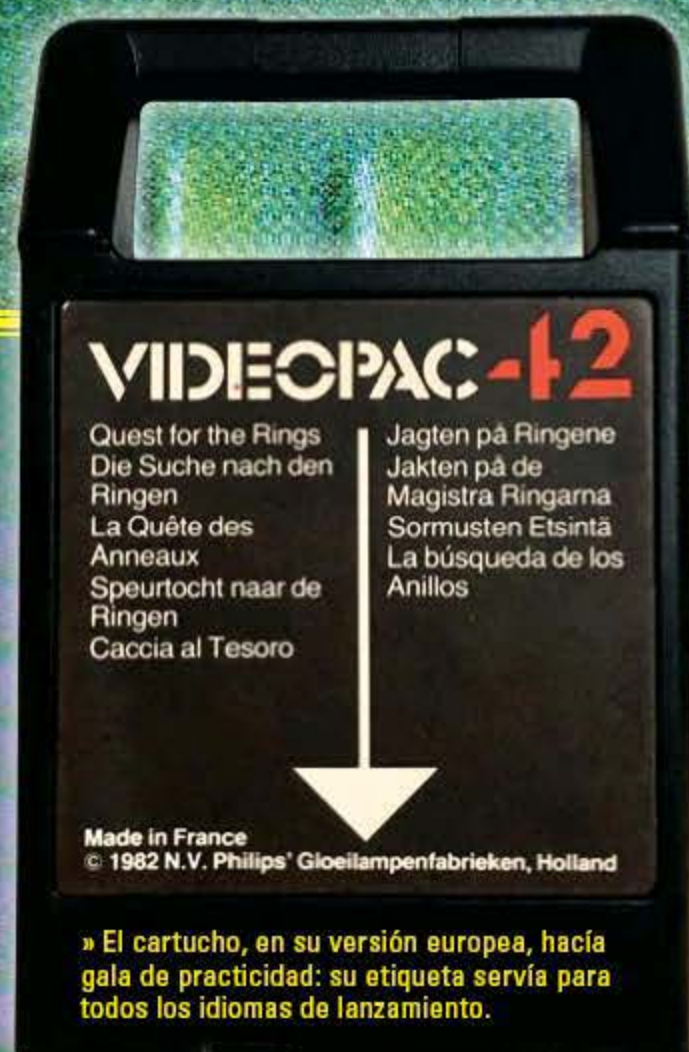 VIDEOPAC 42
Quest for the Rings
Die Suche nach den
Ringen
La Quête des
Anneaux
Speurtocht naar de
Ringen
Caccia al Tesoro
Jagten på Ringene
Jakten på de
Magistra Ringarna
Sormusten Etsintä
La búsqueda de los
Anillos
Made in France
© 1982 N.V. Philips' Gloeilampenfabrieken, Holland
» El cartucho, en su versión europea, hacía
gala de practicidad: su etiqueta servía para
todos los idiomas de lanzamiento.